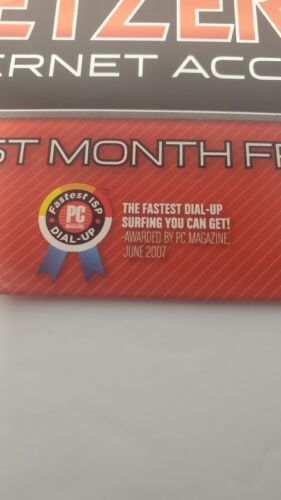 ETZER
ERNET ACC
ST MONTH FR
Fastest ISP
PC
MAGAZINE
DIAL-UP
THE FASTEST DIAL-UP
SURFING YOU CAN GET!
-AWARDED BY PC MAGAZINE,
JUNE 2007